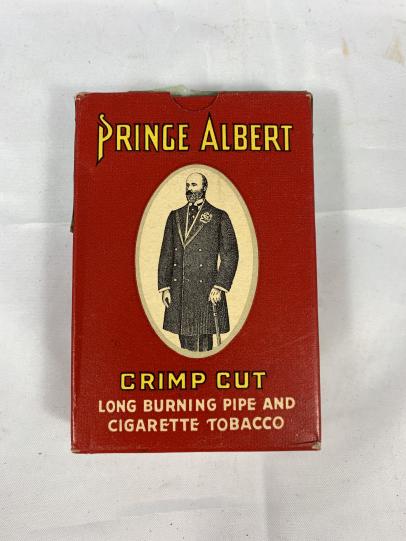 PRINCE ALBERT
CRIMP CUT
LONG BURNING PIPE AND
CIGARETTE TOBACCO